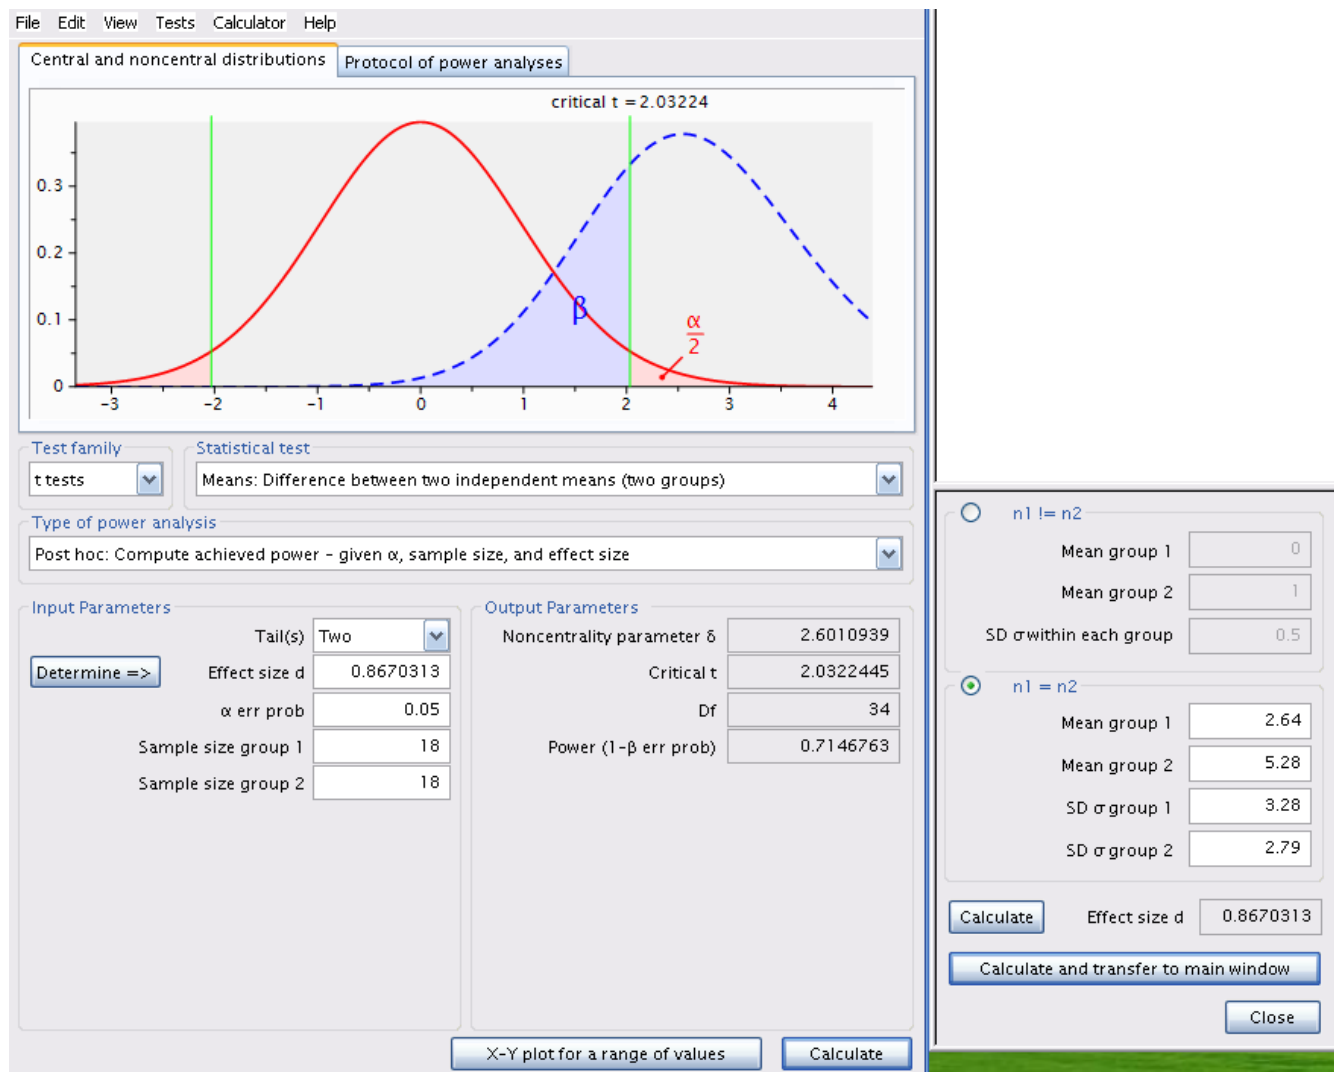 File Edit View Tests Calculator Help
Central and noncentral distributions Protocol of power analyses
critical t = 2.03224
0.3
0.2
0.1
0
β
α
2
-3 -2 -1 0 1 2 3 4
Test family Statistical test
t tests Means: Difference between two independent means (two groups)
Type of power analysis
Post hoc: Compute achieved power – given α, sample size, and effect size
Input Parameters
Tail(s) Two
Determine => Effect size d 0.8670313
α err prob 0.05
Sample size group 1 18
Sample size group 2 18
Output Parameters
Noncentrality parameter δ 2.6010939
Critical t 2.0322445
Df 34
Power (1-β err prob) 0.7146763
X-Y plot for a range of values Calculate
n1 != n2
Mean group 1 0
Mean group 2 1
SD σ within each group 0.5
n1 = n2
Mean group 1 2.64
Mean group 2 5.28
SD σ group 1 3.28
SD σ group 2 2.79
Calculate Effect size d 0.8670313
Calculate and transfer to main window
Close